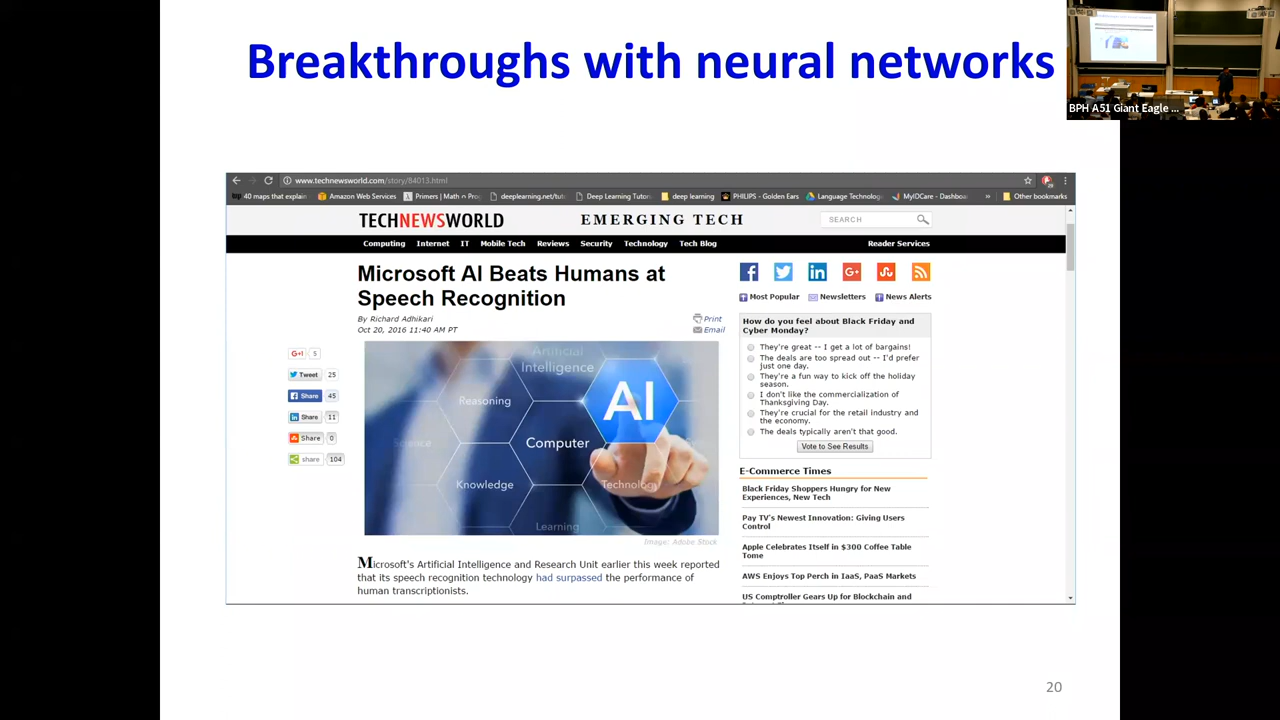 Breakthroughs with neural networks
BPH A51 Giant Eagle ...
www.technewsworld.com/story/84013.html
top 40 maps that explain
Amazon Web Services
Primers | Math ∩ Prog
deeplearning.net/tut
Deep Learning Tutori
deep learning
PHILIPS - Golden Ears
Language Technolog
MyIDCare - Dashboa
»
Other bookmarks
TECHNEWSWORLD
EMERGING TECH
SEARCH
Computing Internet IT Mobile Tech Reviews Security Technology Tech Blog Reader Services
Microsoft AI Beats Humans at
Speech Recognition
By Richard Adhikari
Oct 20, 2016 11:40 AM PT
Print
Email
G+1 5
Tweet 25
Share 45
Share 11
Share 0
share 104
Artificial
Intelligence
Reasoning
AI
Science
Computer
Knowledge
Technology
Learning
Image: Adobe Stock
Microsoft's Artificial Intelligence and Research Unit earlier this week reported
that its speech recognition technology had surpassed the performance of
human transcriptionists.
Most Popular Newsletters News Alerts
How do you feel about Black Friday and
Cyber Monday?
They're great -- I get a lot of bargains!
The deals are too spread out -- I'd prefer
just one day.
They're a fun way to kick off the holiday
season.
I don't like the commercialization of
Thanksgiving Day.
They're crucial for the retail industry and
the economy.
The deals typically aren't that good.
Vote to See Results
E-Commerce Times
Black Friday Shoppers Hungry for New
Experiences, New Tech
Pay TV's Newest Innovation: Giving Users
Control
Apple Celebrates Itself in $300 Coffee Table
Tome
AWS Enjoys Top Perch in IaaS, PaaS Markets
US Comptroller Gears Up for Blockchain and
20